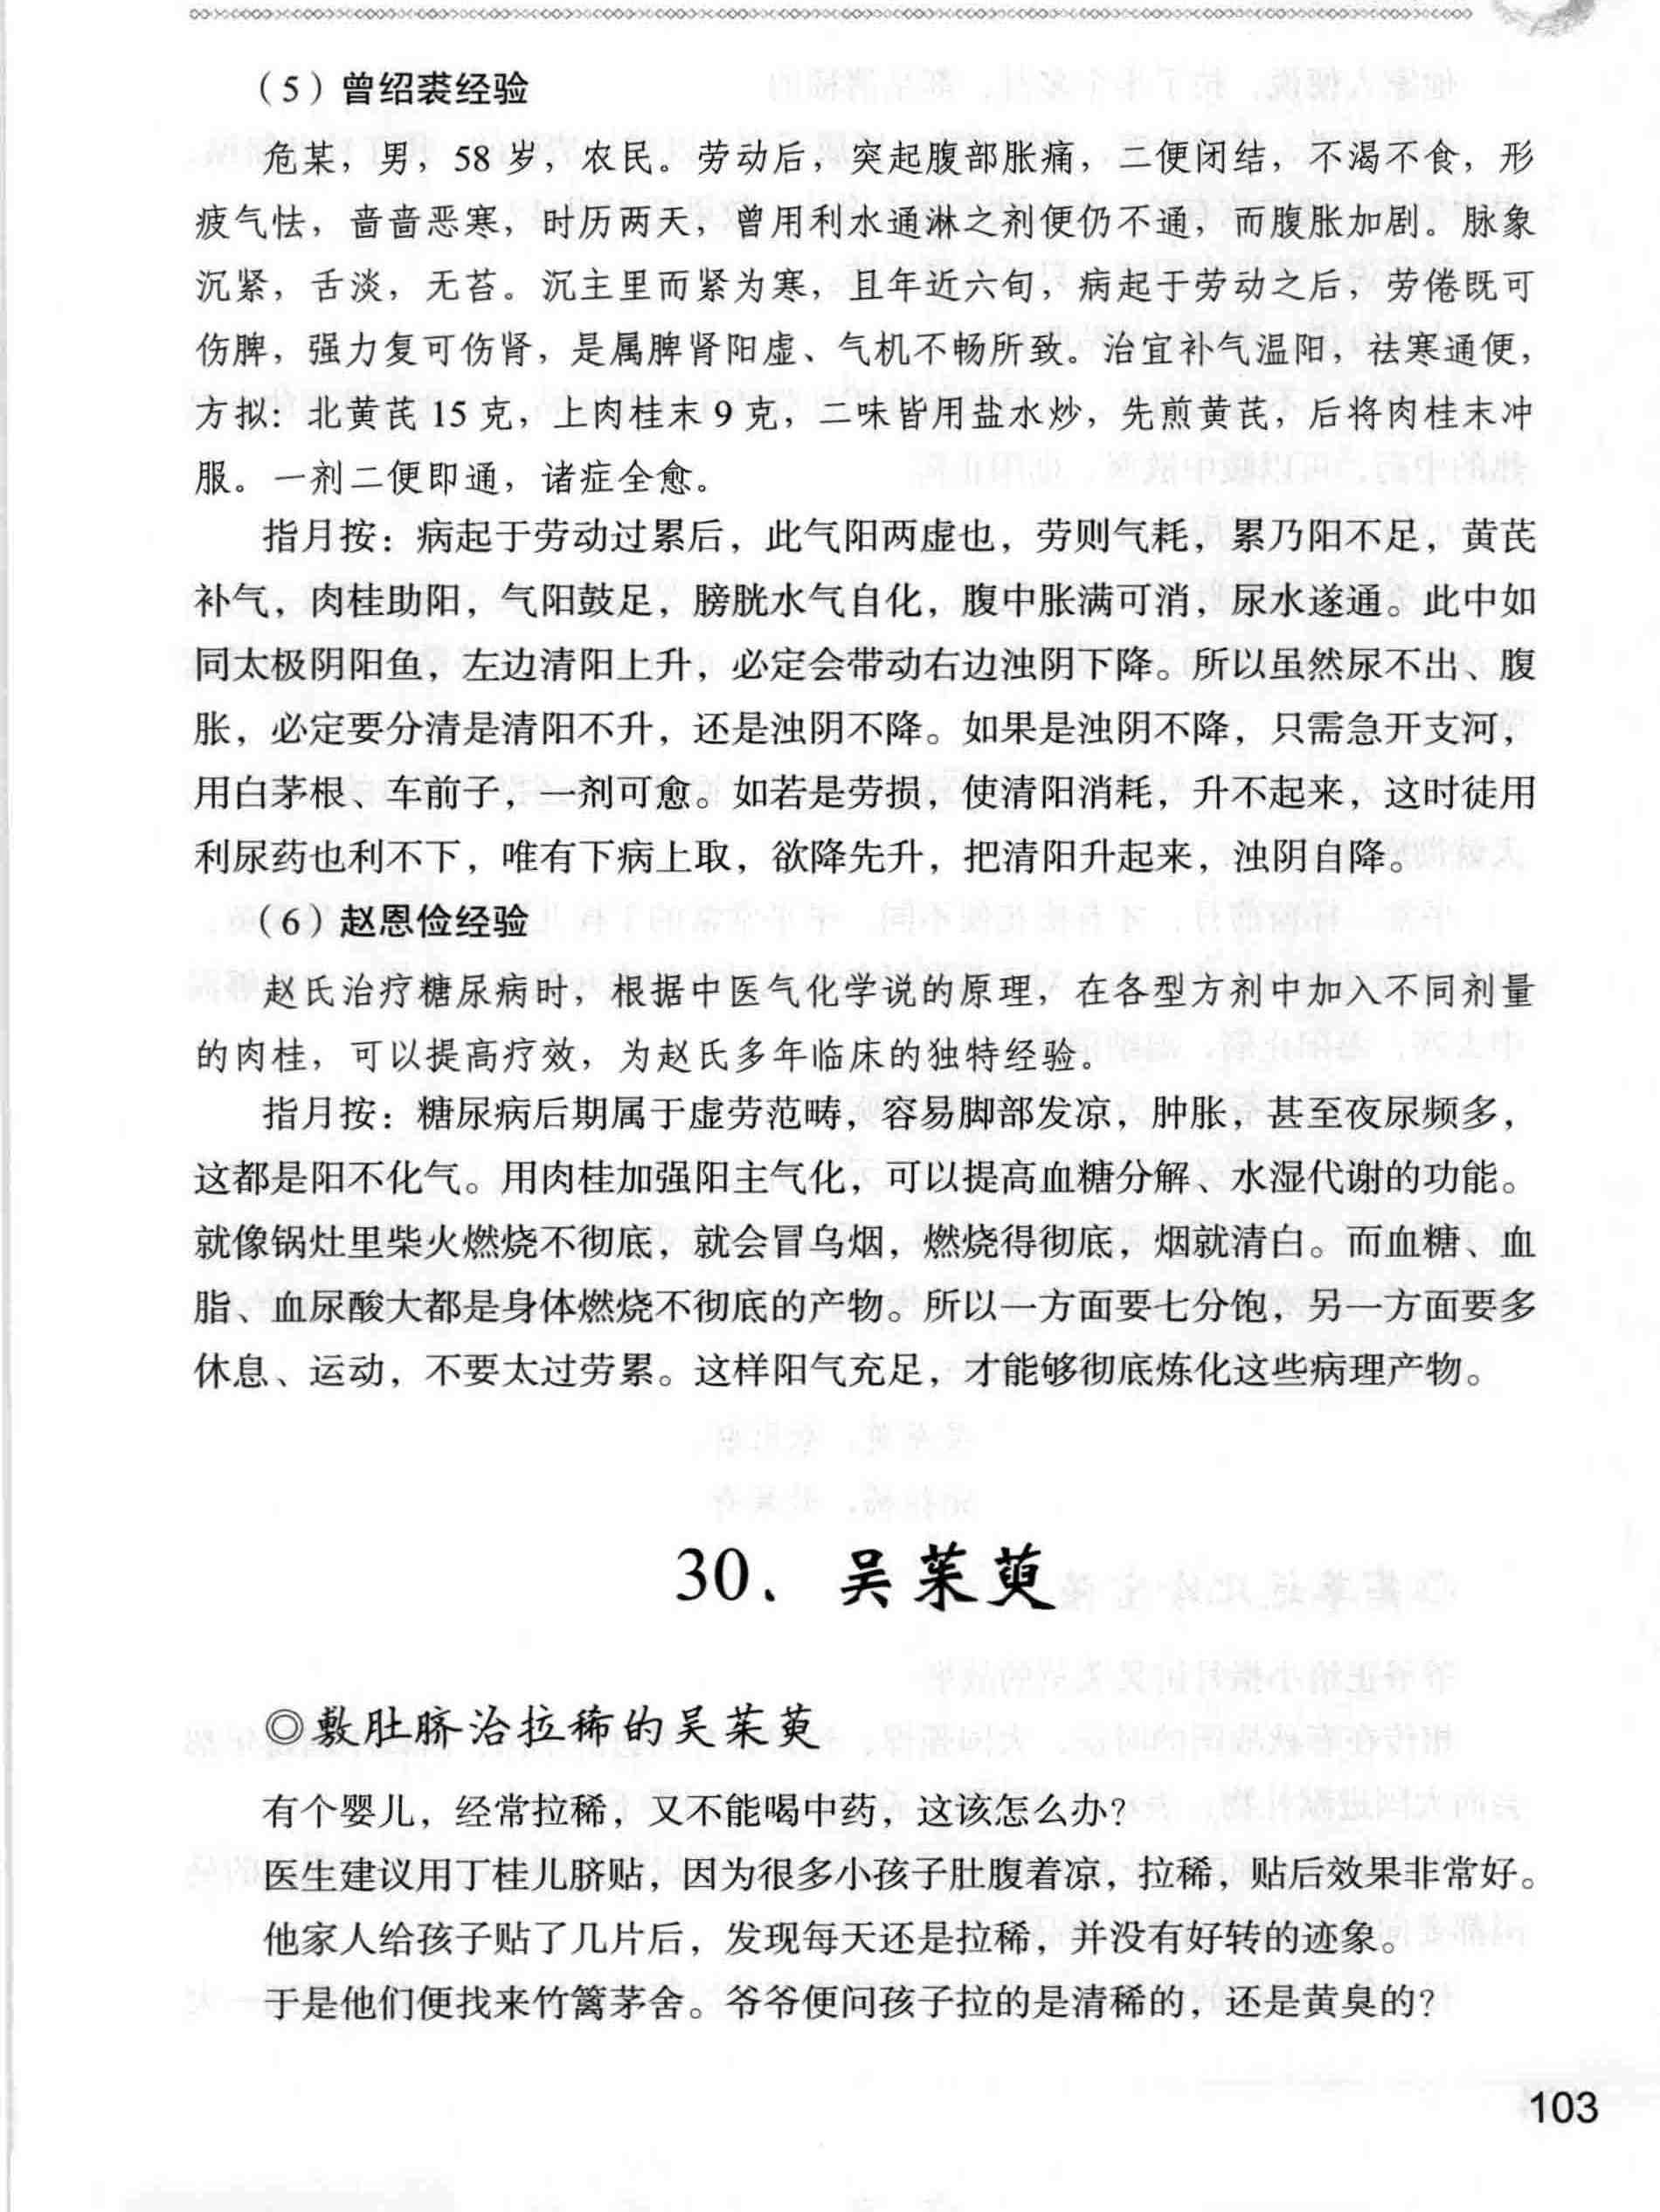 （5）曾绍裘经验
危某，男，58岁，农民。劳动后，突起腹部胀痛，二便闭结，不渴不食，形
疲气怯，啬啬恶寒，时历两天，曾用利水通淋之剂便仍不通，而腹胀加剧。脉象
沉紧，舌淡，无苔。沉主里而紧为寒，且年近六旬，病起于劳动之后，劳倦既可
伤脾，强力复可伤肾，是属脾肾阳虚、气机不畅所致。治宜补气温阳，祛寒通便，
方拟：北黄芪15克，上肉桂末9克，二味皆用盐水炒，先煎黄芪，后将肉桂末冲
服。一剂二便即通，诸症全愈。
指月按：病起于劳动过累后，此气阳两虚也，劳则气耗，累乃阳不足，黄芪
补气，肉桂助阳，气阳鼓足，膀胱水气自化，腹中胀满可消，尿水遂通。此中如
同太极阴阳鱼，左边清阳上升，必定会带动右边浊阴下降。所以虽然尿不出、腹
胀，必定要分清是清阳不升，还是浊阴不降。如果是浊阴不降，只需急开支河，
用白茅根、车前子，一剂可愈。如若是劳损，使清阳消耗，升不起来，这时徒用
利尿药也利不下，唯有下病上取，欲降先升，把清阳升起来，浊阴自降。
（6）赵恩俭经验
赵氏治疗糖尿病时，根据中医气化学说的原理，在各型方剂中加入不同剂量
的肉桂，可以提高疗效，为赵氏多年临床的独特经验。
指月按：糖尿病后期属于虚劳范畴，容易脚部发凉，肿胀，甚至夜尿频多，
这都是阳不化气。用肉桂加强阳主气化，可以提高血糖分解、水湿代谢的功能。
就像锅灶里柴火燃烧不彻底，就会冒乌烟，燃烧得彻底，烟就清白。而血糖、血
脂、血尿酸大都是身体燃烧不彻底的产物。所以一方面要七分饱，另一方面要多
休息、运动，不要太过劳累。这样阳气充足，才能够彻底炼化这些病理产物。
30、吴茱萸
◎敷肚脐治拉稀的吴茱萸
有个婴儿，经常拉稀，又不能喝中药，这该怎么办？
医生建议用丁桂儿脐贴，因为很多小孩子肚腹着凉，拉稀，贴后效果非常好。
他家人给孩子贴了几片后，发现每天还是拉稀，并没有好转的迹象。
于是他们便找来竹篱茅舍。爷爷便问孩子拉的是清稀的，还是黄臭的？
103